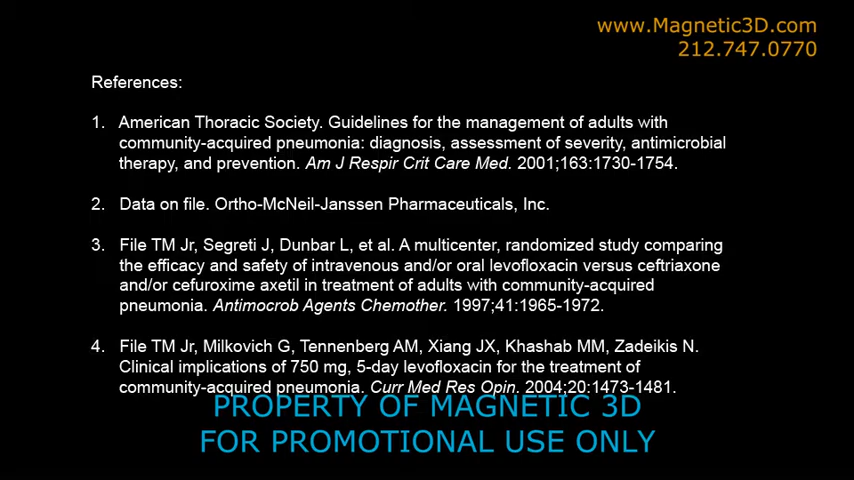 www.Magnetic3D.com
212.747.0770
References:
1. American Thoracic Society. Guidelines for the management of adults with
community-acquired pneumonia: diagnosis, assessment of severity, antimicrobial
therapy, and prevention. Am J Respir Crit Care Med. 2001;163:1730-1754.
2. Data on file. Ortho-McNeil-Janssen Pharmaceuticals, Inc.
3. File TM Jr, Segreti J, Dunbar L, et al. A multicenter, randomized study comparing
the efficacy and safety of intravenous and/or oral levofloxacin versus ceftriaxone
and/or cefuroxime axetil in treatment of adults with community-acquired
pneumonia. Antimocrob Agents Chemother. 1997;41:1965-1972.
4. File TM Jr, Milkovich G, Tennenberg AM, Xiang JX, Khashab MM, Zadeikis N.
Clinical implications of 750 mg, 5-day levofloxacin for the treatment of
community-acquired pneumonia. Curr Med Res Opin. 2004;20:1473-1481.
PROPERTY OF MAGNETIC 3D
FOR PROMOTIONAL USE ONLY